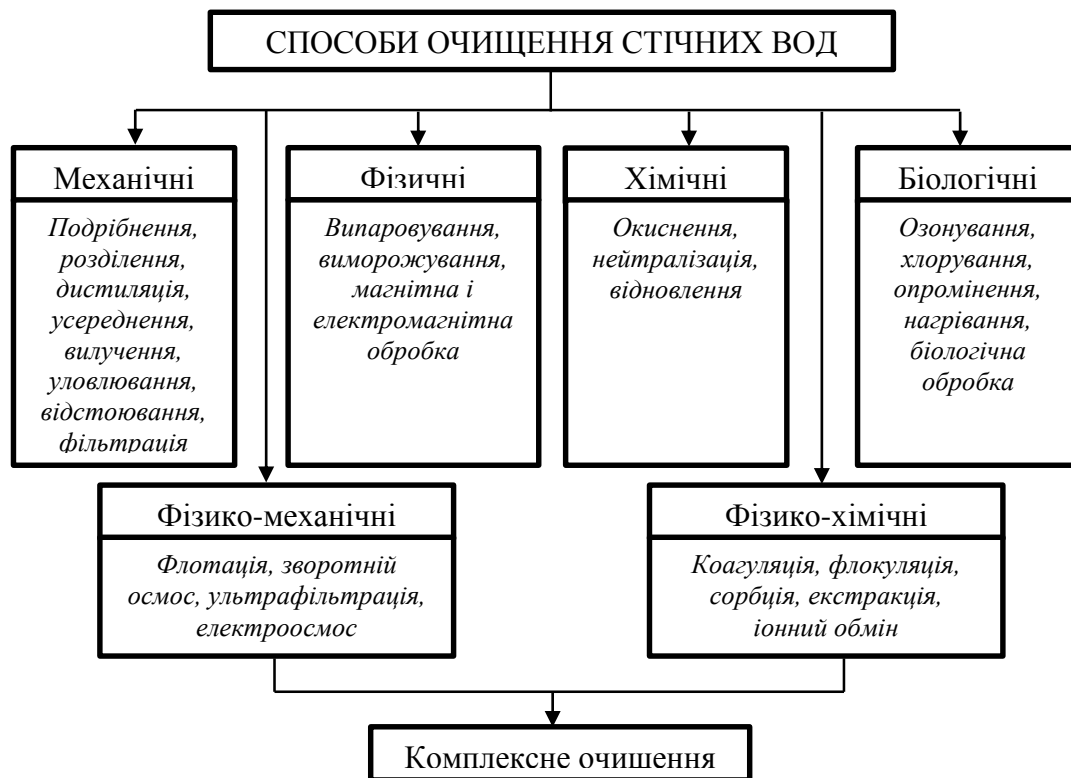 СПОСОБИ ОЧИЩЕННЯ СТІЧНИХ ВОД
Механічні
Подрібнення,
розділення,
дистиляція,
усереднення,
вилучення,
уловлювання,
відстоювання,
фільтрація
Фізичні
Випаровування,
виморожування,
магнітна і
електромагнітна
обробка
Хімічні
Окиснення,
нейтралізація,
відновлення
Біологічні
Озонування,
хлорування,
опромінення,
нагрівання,
біологічна
обробка
Фізико-механічні
Флотація, зворотній
осмос, ультрафільтрація,
електроосмос
Фізико-хімічні
Коагуляція, флокуляція,
сорбція, екстракція,
іонний обмін
Комплексне очишення